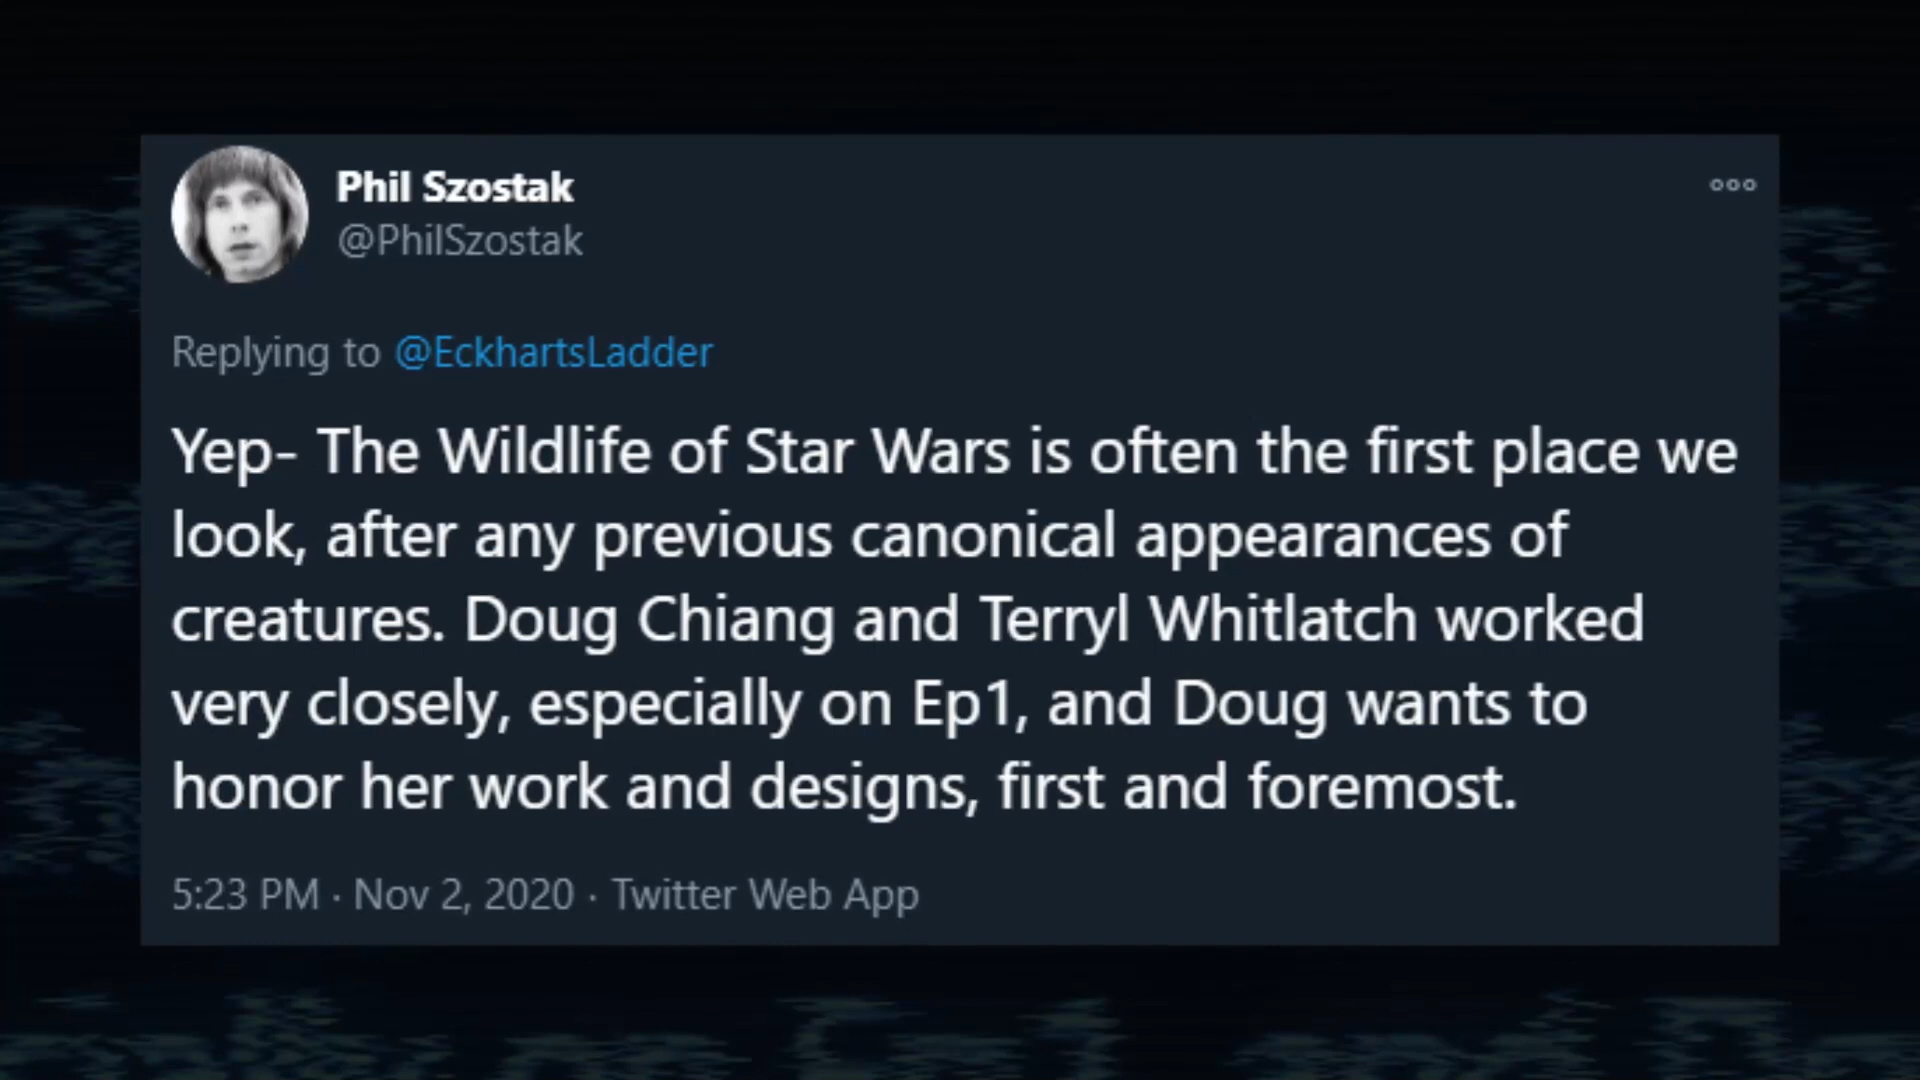 Phil Szostak
@PhilSzostak
Replying to @EckhartsLadder
Yep- The Wildlife of Star Wars is often the first place we
look, after any previous canonical appearances of
creatures. Doug Chiang and Terryl Whitlatch worked
very closely, especially on Ep1, and Doug wants to
honor her work and designs, first and foremost.
5:23 PM · Nov 2, 2020 · Twitter Web App